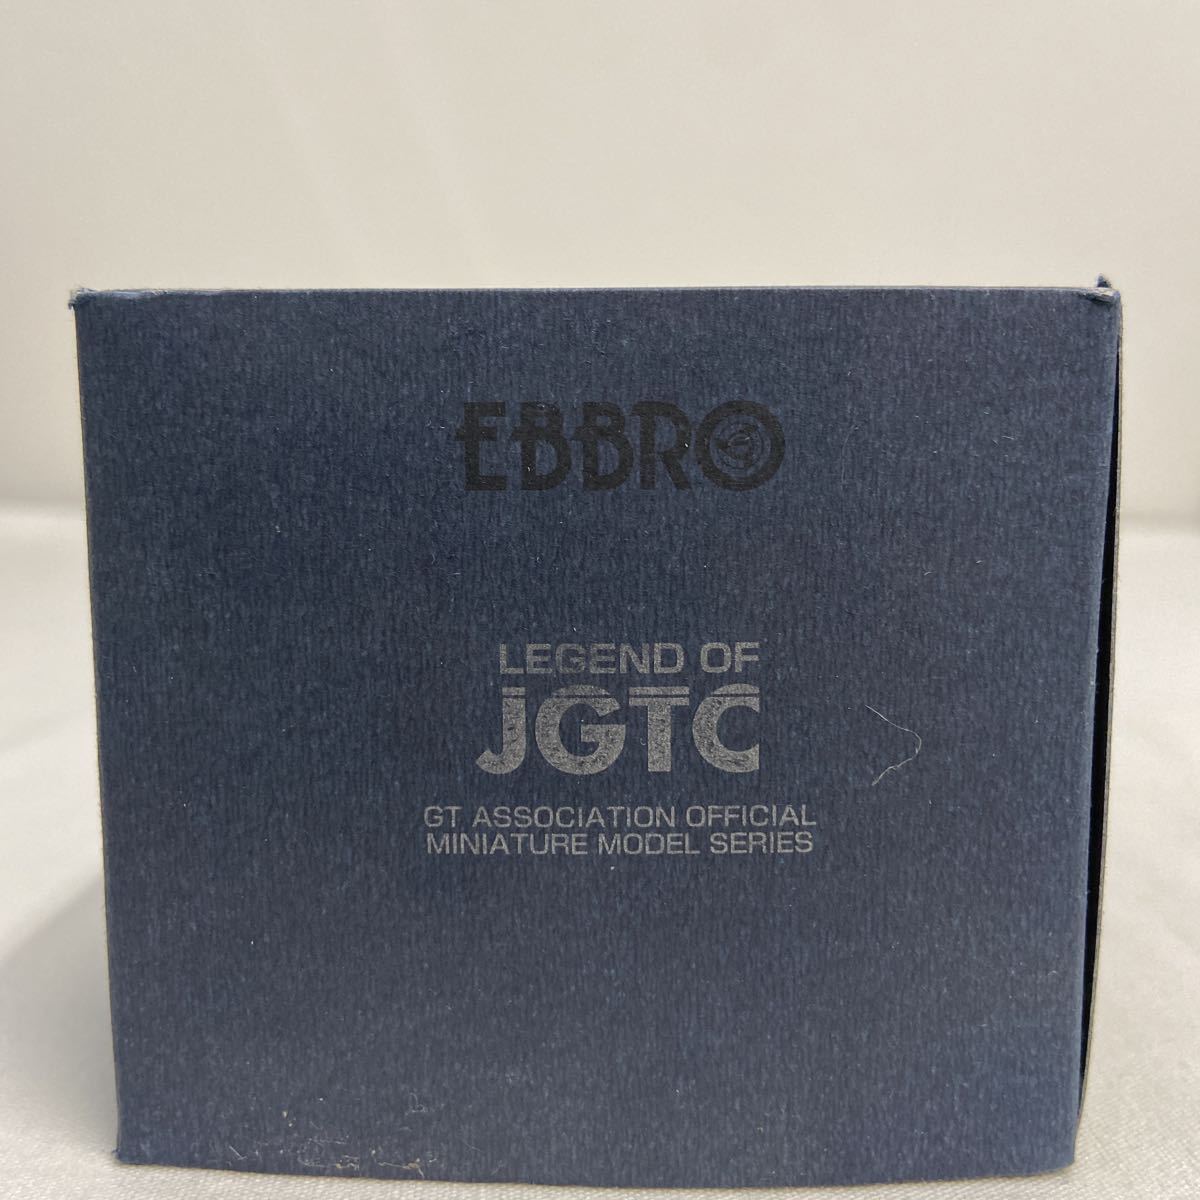 EBBRO
LEGEND OF
JGTC
GT ASSOCIATION OFFICIAL
MINIATURE MODEL SERIES